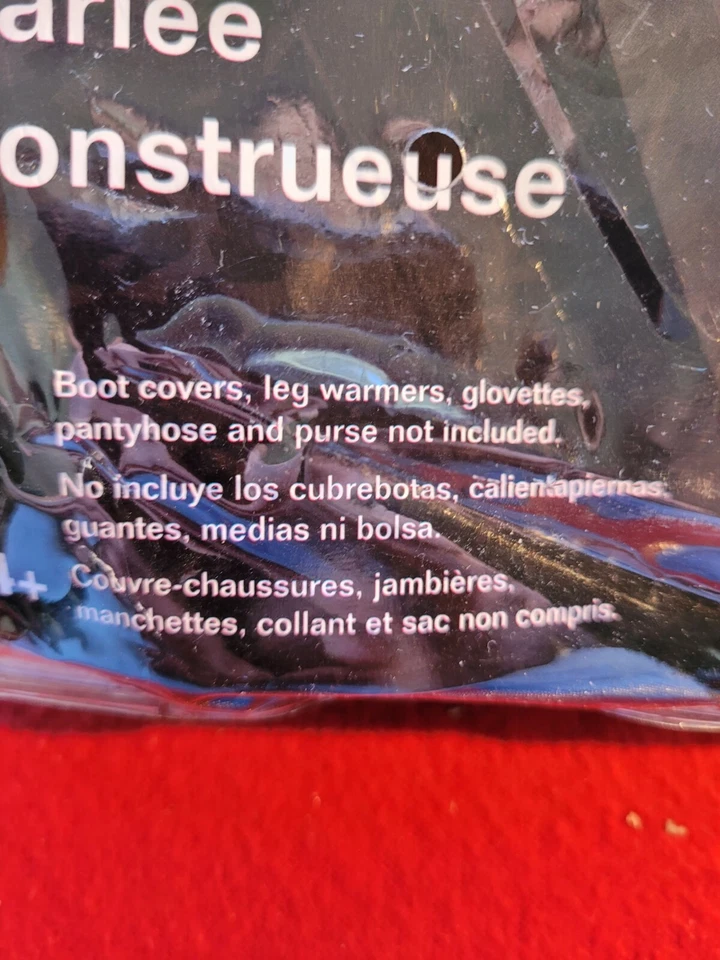 ariée
onstrueuse
Boot covers, leg warmers, glovettes,
pantyhose and purse not included.
No incluye los cubrebotas, calientapiernas,
guantes, medias ni bolsa.
4+
Couvre-chaussures, jambières,
manchettes, collant et sac non compris.